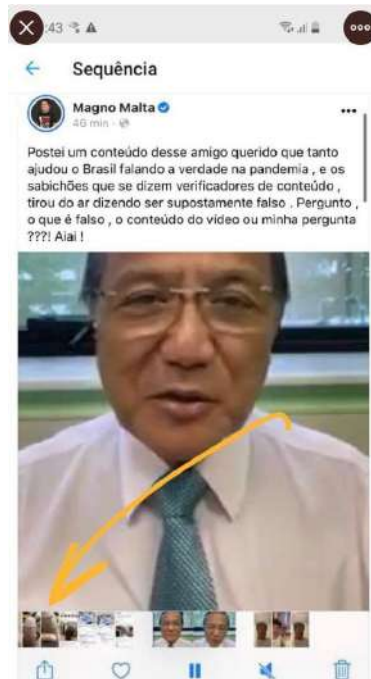 :43
Sequência
Magno Malta
46 min
Postei um conteúdo desse amigo querido que tanto
ajudou o Brasil falando a verdade na pandemia , e os
sabichões que se dizem verificadores de conteúdo ,
tirou do ar dizendo ser supostamente falso . Pergunto ,
o que é falso , o conteúdo do vídeo ou minha pergunta
???! Aiai !